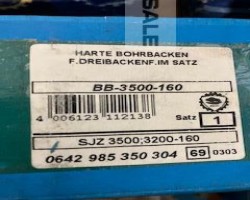 SALE
HARTE BOHRBACKEN
F.DREIBACKENF.IM SATZ
BB-3500-160
4 006123 112138
Satz 1
SJZ 3500;3200-160
0642 985 350 304 69 0303